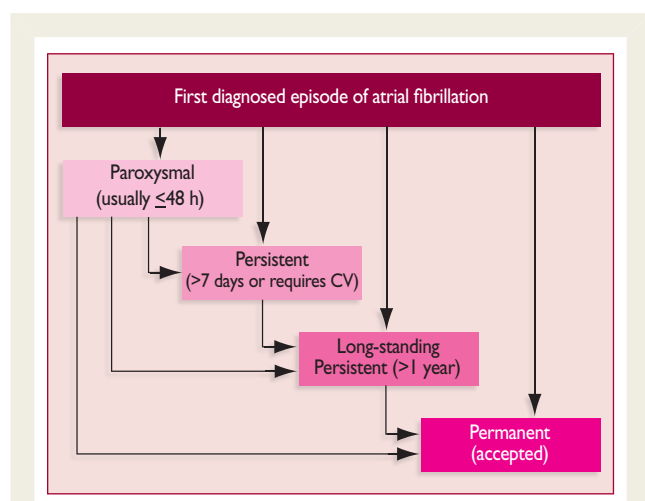 First diagnosed episode of atrial fibrillation
Paroxysmal
(usually ≤48 h)
Persistent
(>7 days or requires CV)
Long-standing
Persistent (>1 year)
Permanent
(accepted)